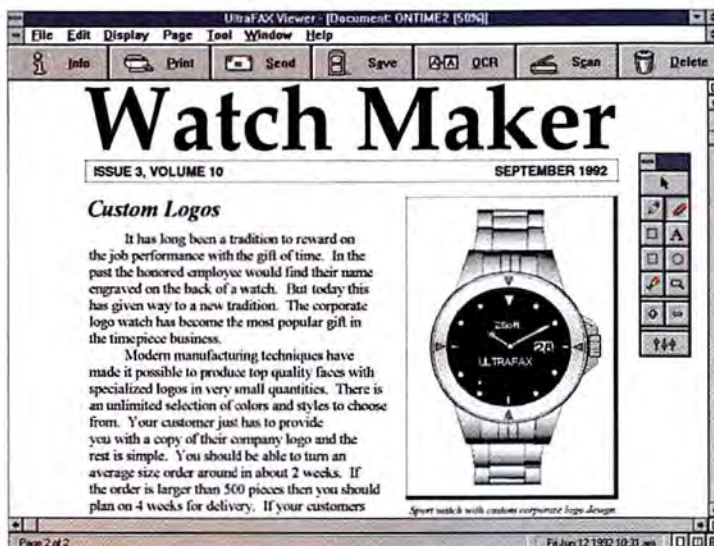 UltraFAX Viewer - [Document: ONTIME2 [50%]]
File Edit Display Page Tool Window Help
Info Print Send Save OCR Scan Delete
Watch Maker
ISSUE 3, VOLUME 10 SEPTEMBER 1992
Custom Logos
It has long been a tradition to reward on
the job performance with the gift of time. In the
past the honored employee would find their name
engraved on the back of a watch. But today this
has given way to a new tradition. The corporate
logo watch has become the most popular gift in
the timepiece business.
Modern manufacturing techniques have
made it possible to produce top quality faces with
specialized logos in very small quantities. There is
an unlimited selection of colors and styles to choose
from. Your customer just has to provide
you with a copy of their company logo and the
rest is simple. You should be able to turn an
average size order around in about 2 weeks. If
the order is larger than 500 pieces then you should
plan on 4 weeks for delivery. If your customers
ZSoft
26
ULTRAFAX
Sport watch with custom corporate logo design.
A
Page 2 of 2 Fri Jun 12 1992 10:31 am